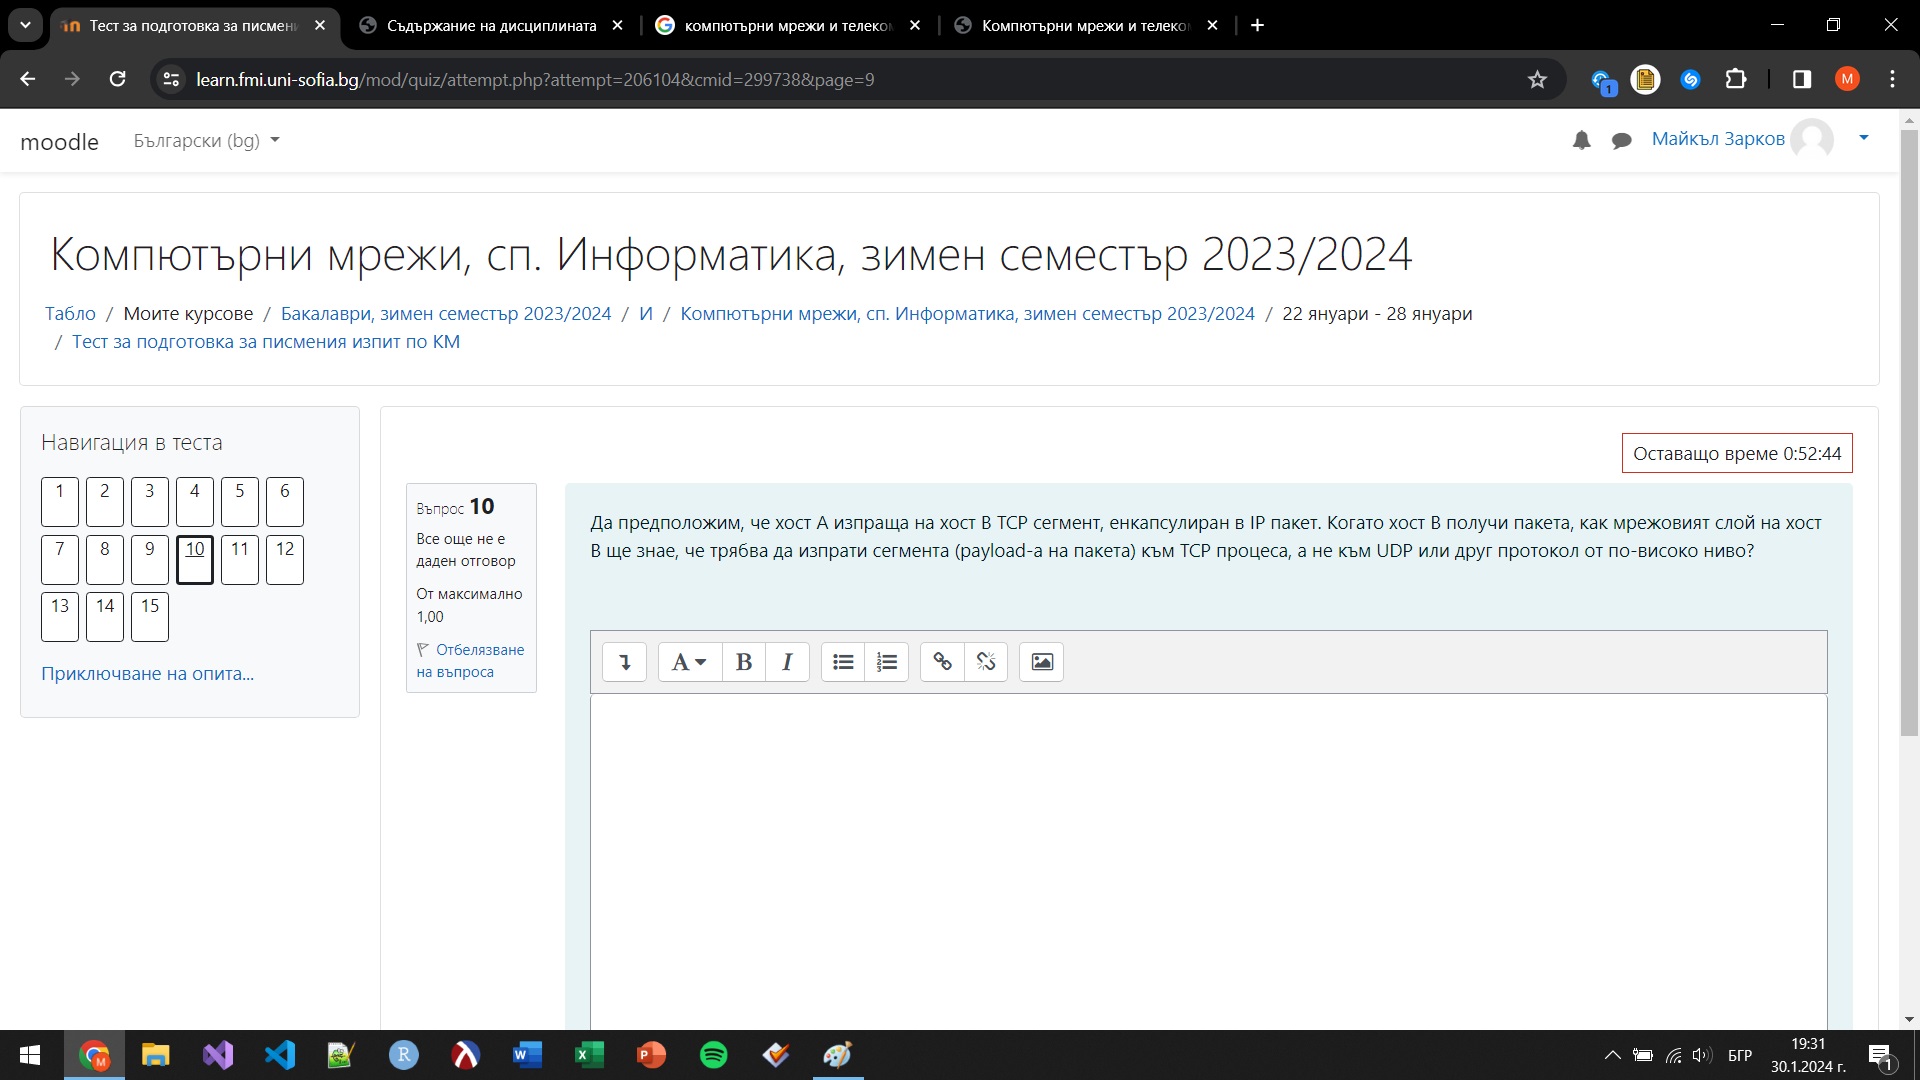 Тест за подготовка за писмен
Съдържание на дисциплината
компютърни мрежи и телеко
Компютърни мрежи и телеко
learn.fmi.uni-sofia.bg/mod/quiz/attempt.php?attempt=206104&cmid=299738&page=9
1
M
moodle
Български (bg)
Майкъл Зарков
Компютърни мрежи, сп. Информатика, зимен семестър 2023/2024
Табло / Моите курсове / Бакалаври, зимен семестър 2023/2024 / И / Компютърни мрежи, сп. Информатика, зимен семестър 2023/2024 / 22 януари - 28 януари
/ Тест за подготовка за писмения изпит по КМ
Навигация в теста
1 2 3 4 5 6
7 8 9 10 11 12
13 14 15
Приключване на опита...
Оставащо време 0:52:44
Въпрос 10
Все още не е
даден отговор
От максимално
1,00
Отбелязване
на въпроса
Да предположим, че хост А изпраща на хост В TCP сегмент, енкапсулиран в IP пакет. Когато хост В получи пакета, как мрежовият слой на хост
В ще знае, че трябва да изпрати сегмента (payload-а на пакета) към TCP процеса, а не към UDP или друг протокол от по-високо ниво?
A B I
БГР
19:31
30.1.2024 г.
1